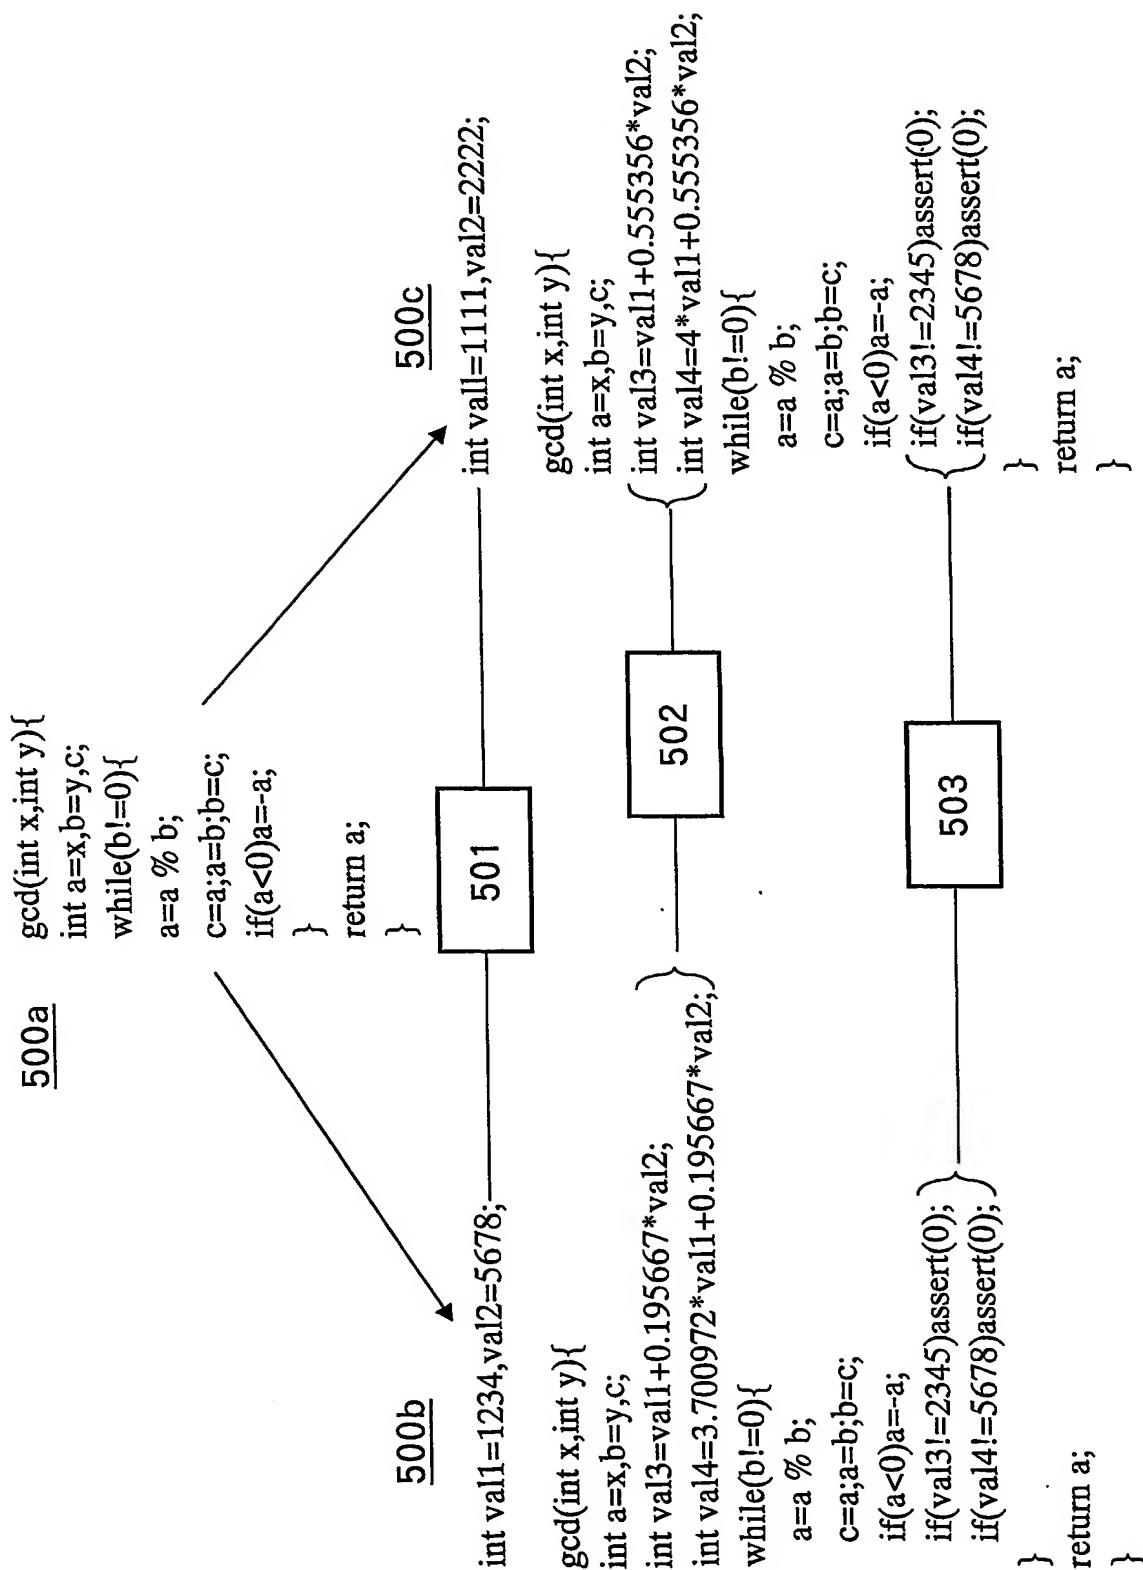 500a
gcd(int x,int y){
int a=x,b=y,c;
while(b!=0){
a=a % b;
c=a;a=b;b=c;
if(a<0)a=-a;
}
return a;
}
500b
int val1=1234,val2=5678;
gcd(int x,int y){
int a=x,b=y,c;
int val3=val1+0.195667*val2;
int val4=3.700972*val1+0.195667*val2;
while(b!=0){
a=a % b;
c=a;a=b;b=c;
if(a<0)a=-a;
if(val3!=2345)assert(0);
if(val4!=5678)assert(0);
}
return a;
}
501
502
503
500c
int val1=1111,val2=2222;
gcd(int x,int y){
int a=x,b=y,c;
int val3=val1+0.555356*val2;
int val4=4*val1+0.555356*val2;
while(b!=0){
a=a % b;
c=a;a=b;b=c;
if(a<0)a=-a;
if(val3!=2345)assert(0);
if(val4!=5678)assert(0);
}
return a;
}